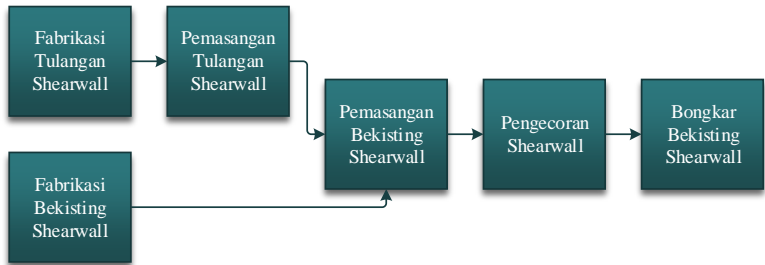 Fabrikasi
Tulangan
Shearwall
Pemasangan
Tulangan
Shearwall
Pemasangan
Bekisting
Shearwall
Pengecoran
Shearwall
Bongkar
Bekisting
Shearwall
Fabrikasi
Bekisting
Shearwall